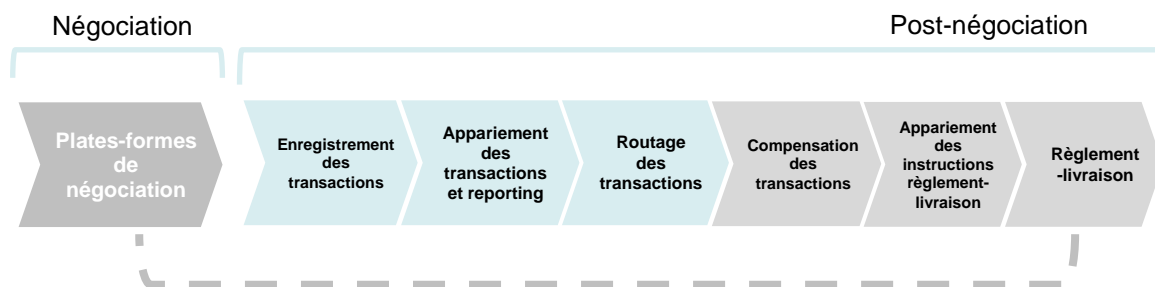 Négociation
Post-négociation
Plates-formes
de
négociation
Enregistrement
des
transactions
Appariement
des
transactions
et reporting
Routage
des
transactions
Compensation
des
transactions
Appariement
des
instructions
règlement-
livraison
Règlement
-livraison